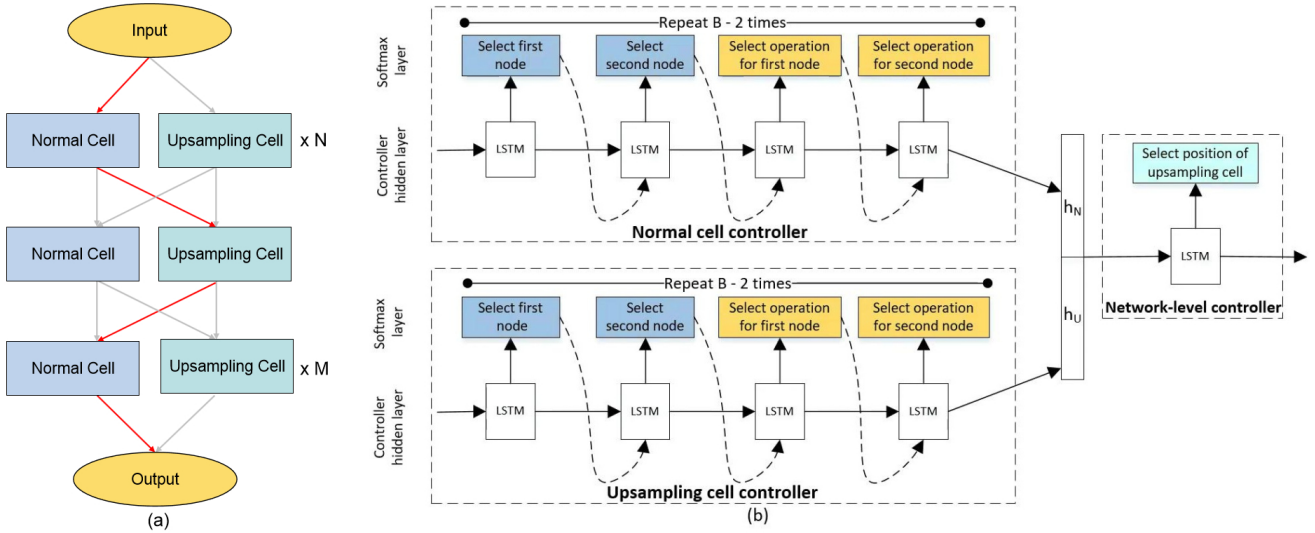 Input
Normal Cell
Upsampling Cell
x N
Normal Cell
Upsampling Cell
Normal Cell
Upsampling Cell
x M
Output
(a)
Repeat B - 2 times
Softmax
layer
Select first
node
Select
second node
Select operation
for first node
Select operation
for second node
Controller
hidden layer
LSTM
LSTM
LSTM
LSTM
Normal cell controller
Repeat B - 2 times
Softmax
layer
Select first
node
Select
second node
Select operation
for first node
Select operation
for second node
Controller
hidden layer
LSTM
LSTM
LSTM
LSTM
Upsampling cell controller
hN
hU
Select position of
upsampling cell
LSTM
Network-level controller
(b)